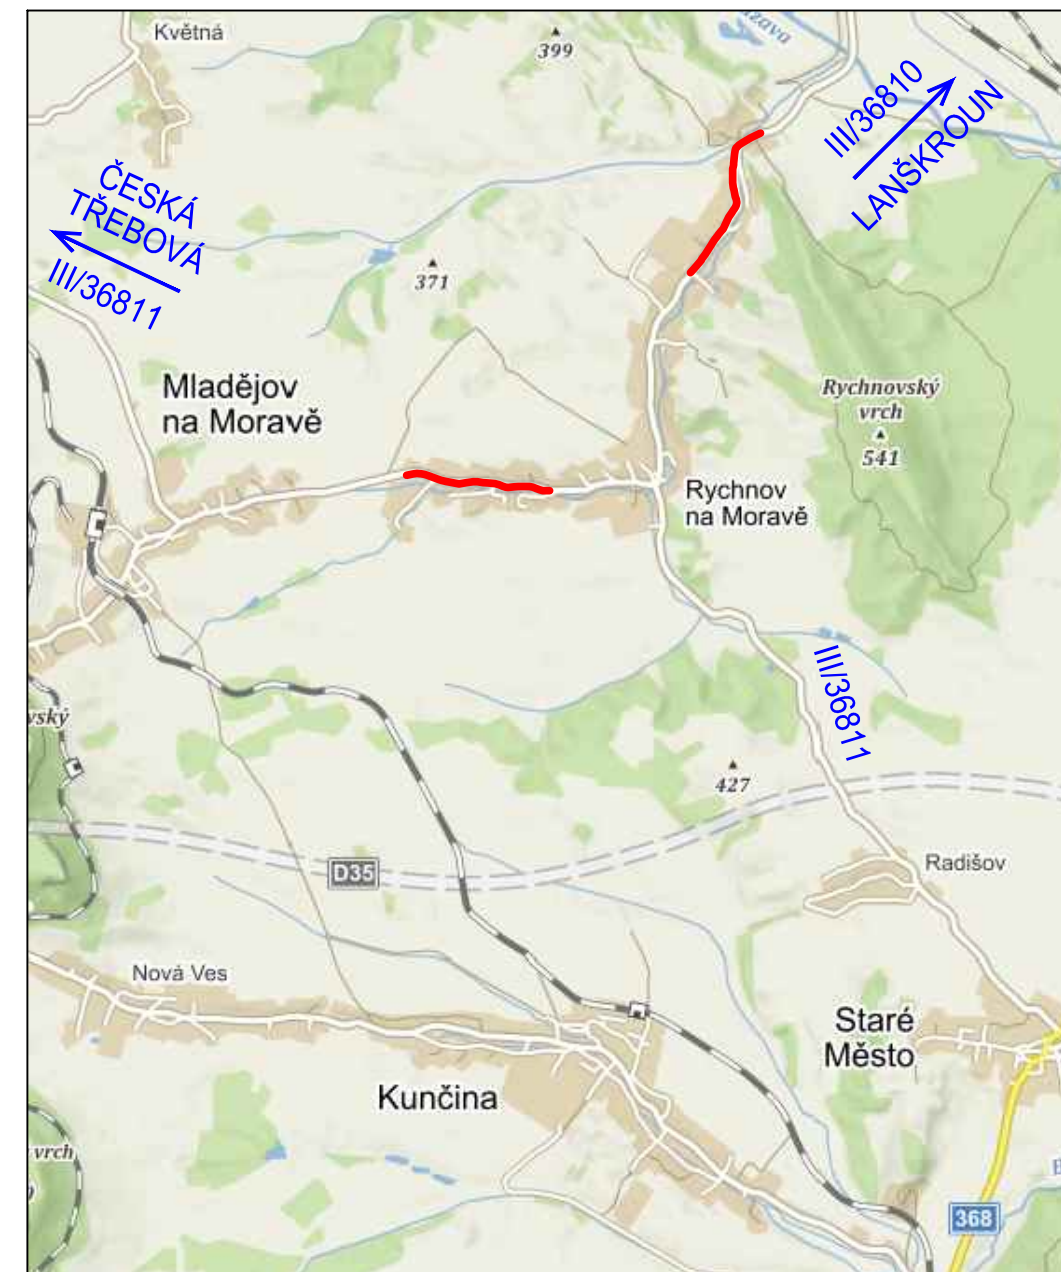 Květná
399
III/36810
LANŠKROUN
ČESKÁ
TŘEBOVÁ
III/36811
371
Mladějov
na Moravě
Rychnovský
vrch
541
Rychnov
na Moravě
III/36811
427
D35
Radišov
Nová Ves
Staré
Město
Kunčina
vrch
368